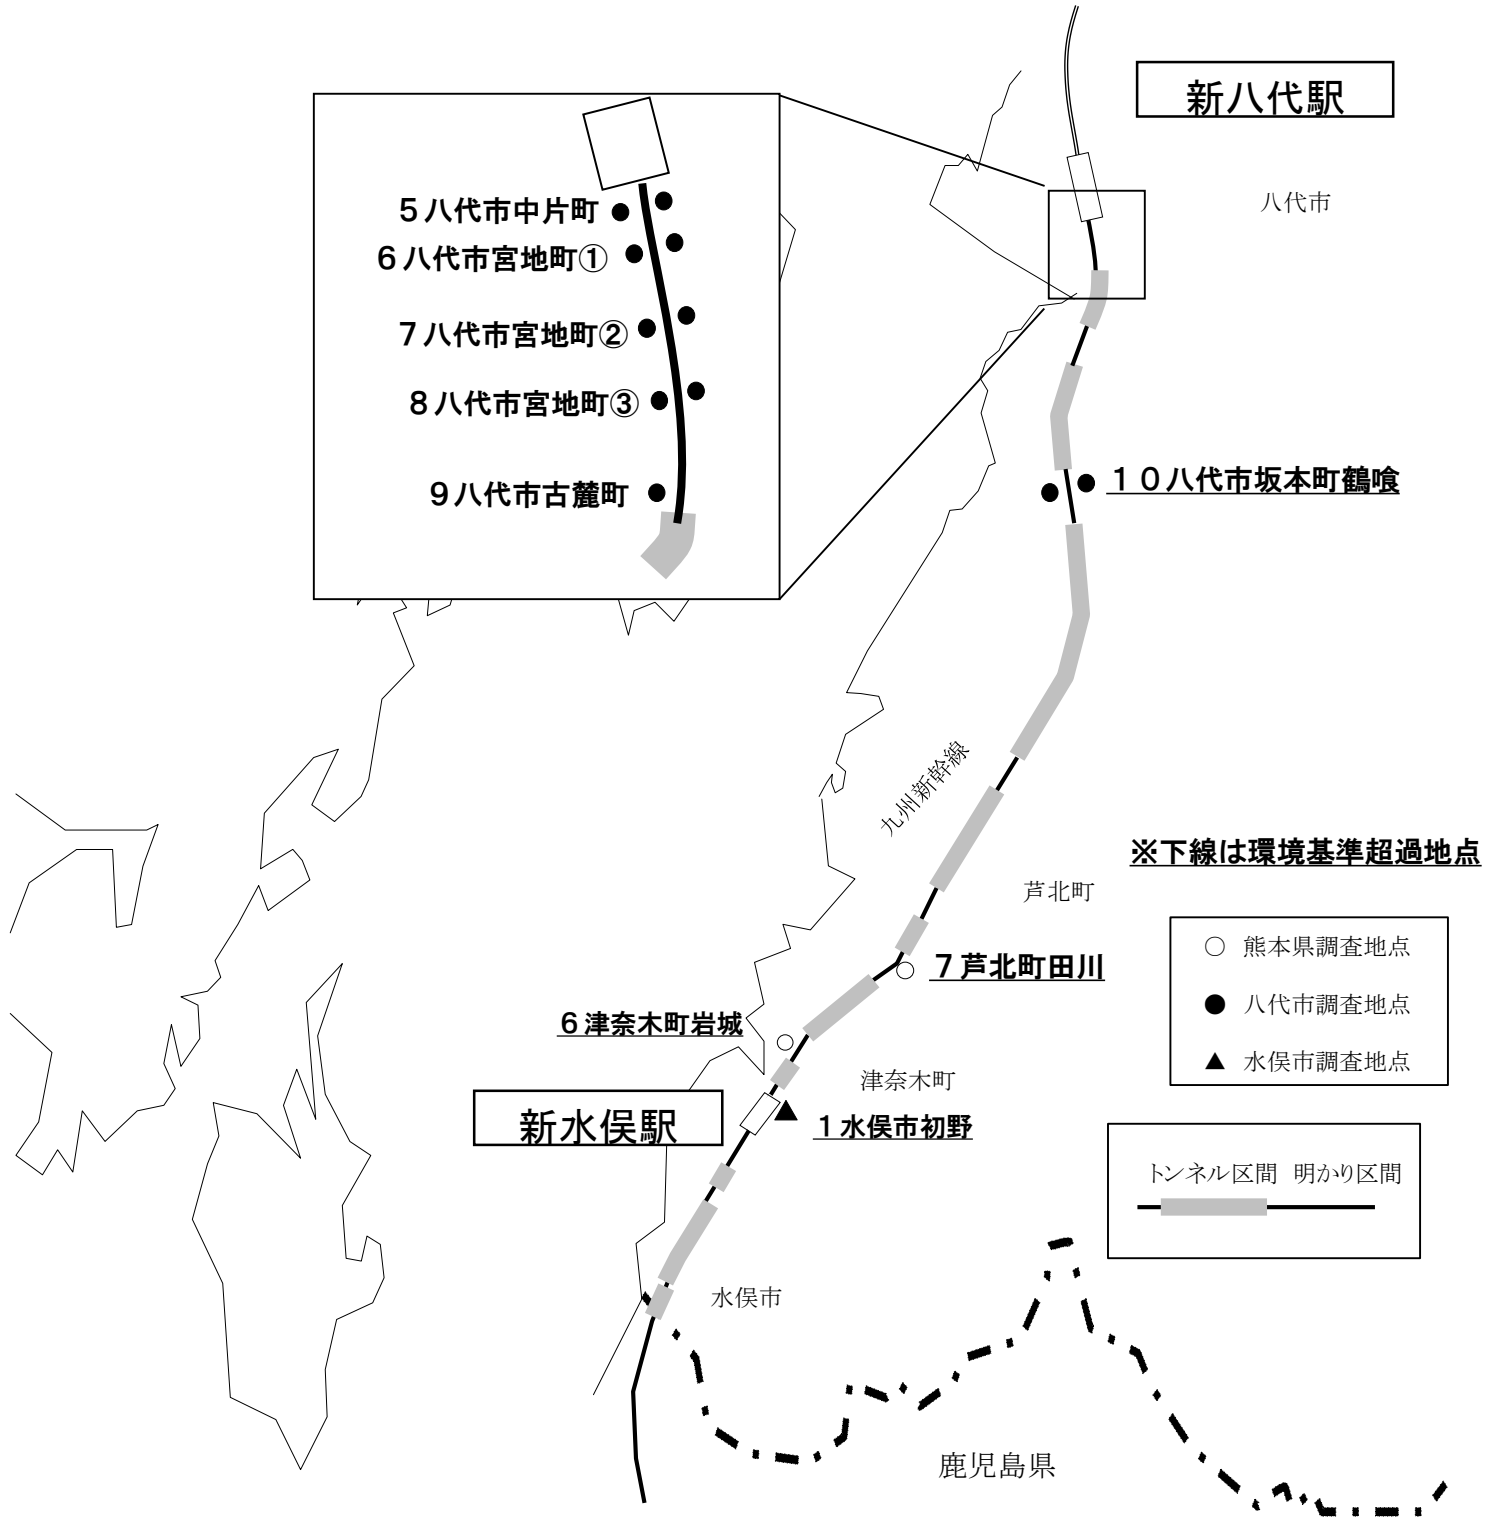 新八代駅
八代市
５八代市中片町
６八代市宮地町①
７八代市宮地町②
８八代市宮地町③
９八代市古麓町
１０八代市坂本町鶴喰
九州新幹線
※下線は環境基準超過地点
芦北町
○ 熊本県調査地点
● 八代市調査地点
▲ 水俣市調査地点
７芦北町田川
６津奈木町岩城
津奈木町
新水俣駅
１水俣市初野
トンネル区間 明かり区間
水俣市
鹿児島県